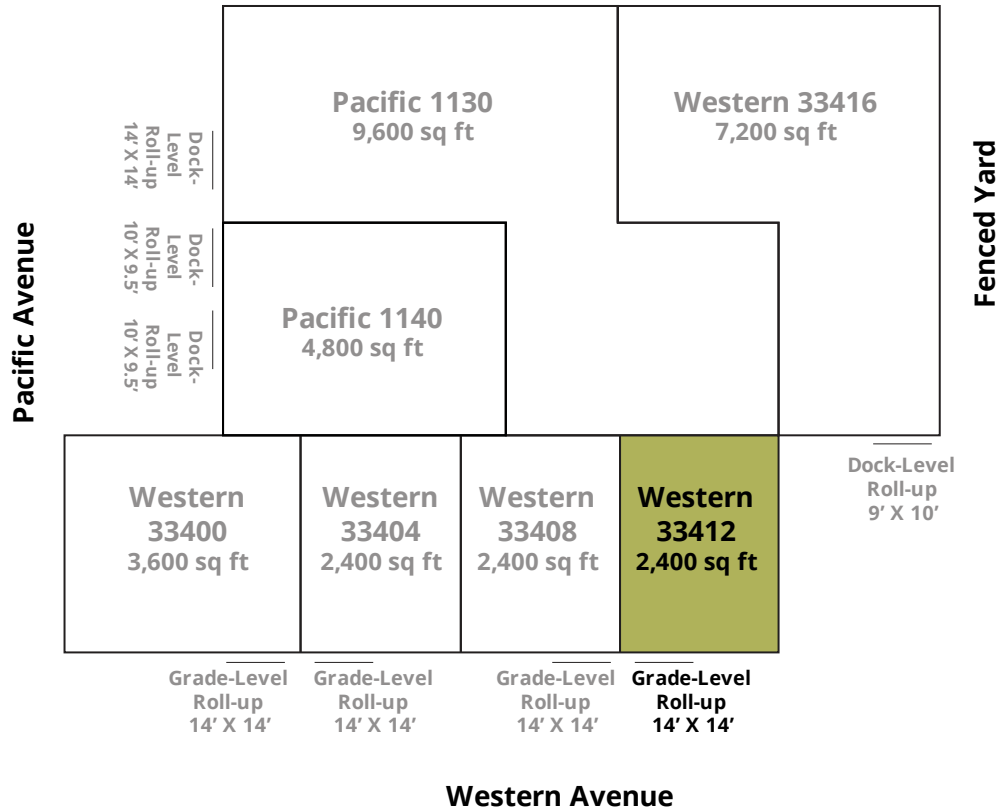 Pacific 1130
9,600 sq ft
Western 33416
7,200 sq ft
Dock-
Level
Roll-up
14’ X 14’
Dock-
Level
Roll-up
10’ X 9.5’
Dock-
Level
Roll-up
10’ X 9.5’
Pacific Avenue
Fenced Yard
Pacific 1140
4,800 sq ft
Western
33400
3,600 sq ft
Western
33404
2,400 sq ft
Western
33408
2,400 sq ft
Western
33412
2,400 sq ft
Dock-Level
Roll-up
9’ X 10’
Grade-Level
Roll-up
14’ X 14’
Grade-Level
Roll-up
14’ X 14’
Grade-Level
Roll-up
14’ X 14’
Grade-Level
Roll-up
14’ X 14’
Western Avenue